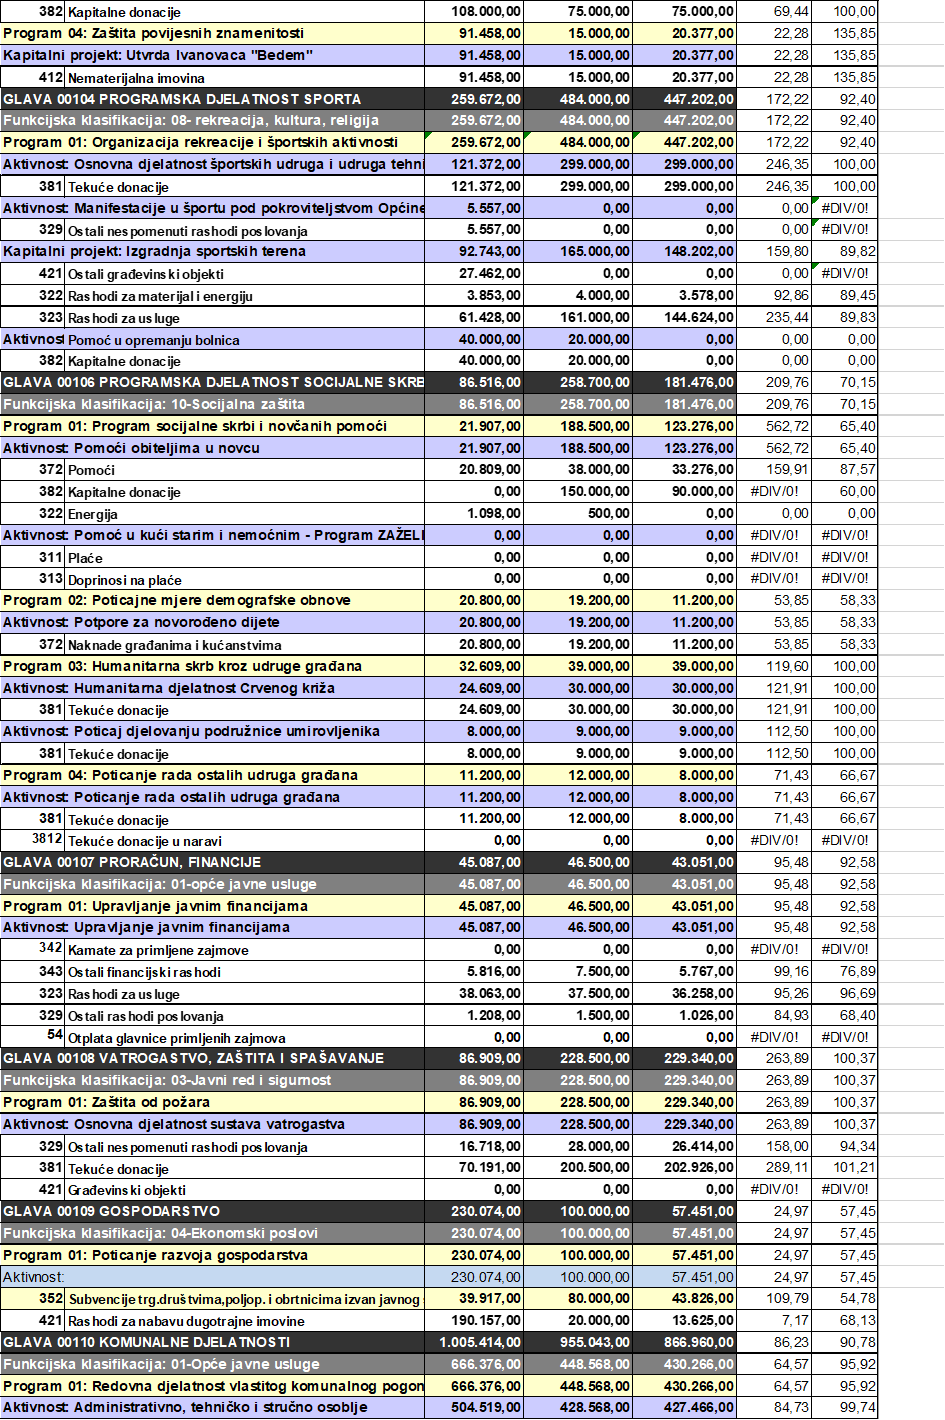 382 Kapitalne donacije 108.000,00 75.000,00 75.000,00 69,44 100,00
Program 04: Zaštita povijesnih znamenitosti 91.458,00 15.000,00 20.377,00 22,28 135,85
Kapitalni projekt: Utvrda Ivanovaca "Bedem" 91.458,00 15.000,00 20.377,00 22,28 135,85
412 Nematerijalna imovina 91.458,00 15.000,00 20.377,00 22,28 135,85
GLAVA 00104 PROGRAMSKA DJELATNOST SPORTA 259.672,00 484.000,00 447.202,00 172,22 92,40
Funkcijska klasifikacija: 08- rekreacija, kultura, religija 259.672,00 484.000,00 447.202,00 172,22 92,40
Program 01: Organizacija rekreacije i športskih aktivnosti 259.672,00 484.000,00 447.202,00 172,22 92,40
Aktivnost: Osnovna djelatnost športskih udruga i udruga tehni 121.372,00 299.000,00 299.000,00 246,35 100,00
381 Tekuće donacije 121.372,00 299.000,00 299.000,00 246,35 100,00
Aktivnost: Manifestacije u športu pod pokroviteljstvom Općine 5.557,00 0,00 0,00 0,00 #DIV/0!
329 Ostali nespomenuti rashodi poslovanja 5.557,00 0,00 0,00 0,00 #DIV/0!
Kapitalni projekt: Izgradnja sportskih terena 92.743,00 165.000,00 148.202,00 159,80 89,82
421 Ostali građevinski objekti 27.462,00 0,00 0,00 0,00 #DIV/0!
322 Rashodi za materijal i energiju 3.853,00 4.000,00 3.578,00 92,86 89,45
323 Rashodi za usluge 61.428,00 161.000,00 144.624,00 235,44 89,83
Aktivnost Pomoć u opremanju bolnica 40.000,00 20.000,00 0,00 0,00 0,00
382 Kapitalne donacije 40.000,00 20.000,00 0,00 0,00 0,00
GLAVA 00106 PROGRAMSKA DJELATNOST SOCIJALNE SKRB 86.516,00 258.700,00 181.476,00 209,76 70,15
Funkcijska klasifikacija: 10-Socijalna zaštita 86.516,00 258.700,00 181.476,00 209,76 70,15
Program 01: Program socijalne skrbi i novčanih pomoći 21.907,00 188.500,00 123.276,00 562,72 65,40
Aktivnost: Pomoći obiteljima u novcu 21.907,00 188.500,00 123.276,00 562,72 65,40
372 Pomoći 20.809,00 38.000,00 33.276,00 159,91 87,57
382 Kapitalne donacije 0,00 150.000,00 90.000,00 #DIV/0! 60,00
322 Energija 1.098,00 500,00 0,00 0,00 0,00
Aktivnost: Pomoć u kući starim i nemoćnim - Program ZAŽELI 0,00 0,00 0,00 #DIV/0! #DIV/0!
311 Plaće 0,00 0,00 0,00 #DIV/0! #DIV/0!
313 Doprinosi na plaće 0,00 0,00 0,00 #DIV/0! #DIV/0!
Program 02: Poticajne mjere demografske obnove 20.800,00 19.200,00 11.200,00 53,85 58,33
Aktivnost: Potpore za novorođeno dijete 20.800,00 19.200,00 11.200,00 53,85 58,33
372 Naknade građanima i kućanstvima 20.800,00 19.200,00 11.200,00 53,85 58,33
Program 03: Humanitarna skrb kroz udruge građana 32.609,00 39.000,00 39.000,00 119,60 100,00
Aktivnost: Humanitarna djelatnost Crvenog križa 24.609,00 30.000,00 30.000,00 121,91 100,00
381 Tekuće donacije 24.609,00 30.000,00 30.000,00 121,91 100,00
Aktivnost: Poticaj djelovanju podružnice umirovljenika 8.000,00 9.000,00 9.000,00 112,50 100,00
381 Tekuće donacije 8.000,00 9.000,00 9.000,00 112,50 100,00
Program 04: Poticanje rada ostalih udruga građana 11.200,00 12.000,00 8.000,00 71,43 66,67
Aktivnost: Poticanje rada ostalih udruga građana 11.200,00 12.000,00 8.000,00 71,43 66,67
381 Tekuće donacije 11.200,00 12.000,00 8.000,00 71,43 66,67
3812 Tekuće donacije u naravi 0,00 0,00 0,00 #DIV/0! #DIV/0!
GLAVA 00107 PRORAČUN, FINANCIJE 45.087,00 46.500,00 43.051,00 95,48 92,58
Funkcijska klasifikacija: 01-opće javne usluge 45.087,00 46.500,00 43.051,00 95,48 92,58
Program 01: Upravljanje javnim financijama 45.087,00 46.500,00 43.051,00 95,48 92,58
Aktivnost: Upravljanje javnim financijama 45.087,00 46.500,00 43.051,00 95,48 92,58
342 Kamate za primljene zajmove 0,00 0,00 0,00 #DIV/0! #DIV/0!
343 Ostali financijski rashodi 5.816,00 7.500,00 5.767,00 99,16 76,89
323 Rashodi za usluge 38.063,00 37.500,00 36.258,00 95,26 96,69
329 Ostali rashodi poslovanja 1.208,00 1.500,00 1.026,00 84,93 68,40
54 Otplata glavnice primljenih zajmova 0,00 0,00 0,00 #DIV/0! #DIV/0!
GLAVA 00108 VATROGASTVO, ZAŠTITA I SPAŠAVANJE 86.909,00 228.500,00 229.340,00 263,89 100,37
Funkcijska klasifikacija: 03-Javni red i sigurnost 86.909,00 228.500,00 229.340,00 263,89 100,37
Program 01: Zaštita od požara 86.909,00 228.500,00 229.340,00 263,89 100,37
Aktivnost: Osnovna djelatnost sustava vatrogastva 86.909,00 228.500,00 229.340,00 263,89 100,37
329 Ostali nespomenuti rashodi poslovanja 16.718,00 28.000,00 26.414,00 158,00 94,34
381 Tekuće donacije 70.191,00 200.500,00 202.926,00 289,11 101,21
421 Građevinski objekti 0,00 0,00 0,00 #DIV/0! #DIV/0!
GLAVA 00109 GOSPODARSTVO 230.074,00 100.000,00 57.451,00 24,97 57,45
Funkcijska klasifikacija: 04-Ekonomski poslovi 230.074,00 100.000,00 57.451,00 24,97 57,45
Program 01: Poticanje razvoja gospodarstva 230.074,00 100.000,00 57.451,00 24,97 57,45
Aktivnost: 230.074,00 100.000,00 57.451,00 24,97 57,45
352 Subvencije trg.društvima,poljop. i obrtnicima izvan javnog 39.917,00 80.000,00 43.826,00 109,79 54,78
421 Rashodi za nabavu dugotrajne imovine 190.157,00 20.000,00 13.625,00 7,17 68,13
GLAVA 00110 KOMUNALNE DJELATNOSTI 1.005.414,00 955.043,00 866.960,00 86,23 90,78
Funkcijska klasifikacija: 01-Opće javne usluge 666.376,00 448.568,00 430.266,00 64,57 95,92
Program 01: Redovna djelatnost vlastitog komunalnog pogon 666.376,00 448.568,00 430.266,00 64,57 95,92
Aktivnost: Administrativno, tehničko i stručno osoblje 504.519,00 428.568,00 427.466,00 84,73 99,74